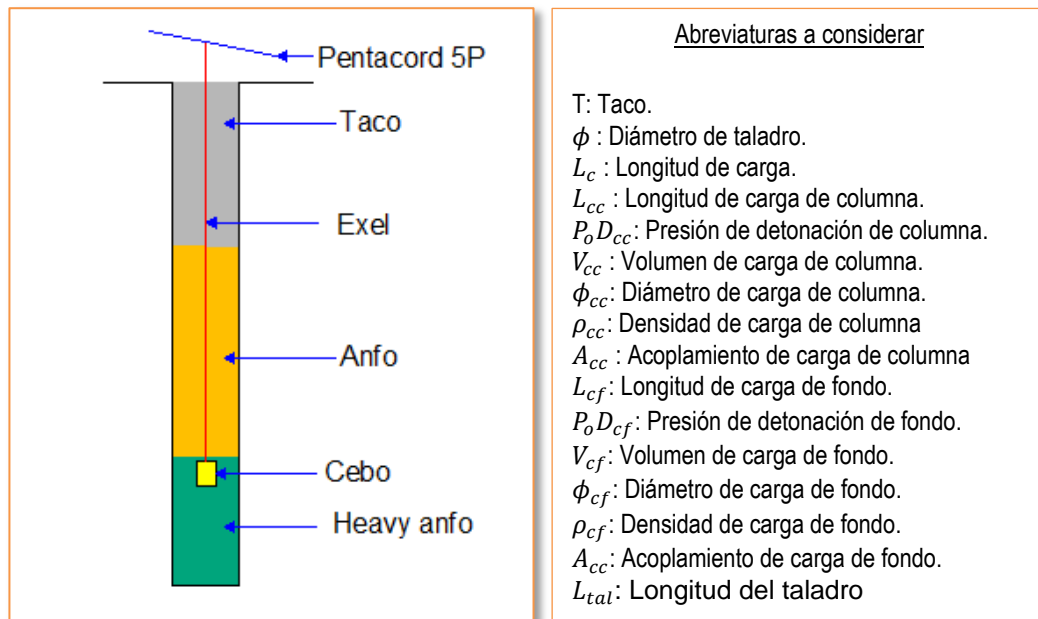 Pentacord 5P
Taco
Exel
Anfo
Cebo
Heavy anfo
Abreviaturas a considerar
T: Taco.
ϕ : Diámetro de taladro.
L_c : Longitud de carga.
L_cc : Longitud de carga de columna.
P_oD_cc: Presión de detonación de columna.
V_cc: Volumen de carga de columna.
ϕ_cc: Diámetro de carga de columna.
ρ_cc: Densidad de carga de columna
A_cc : Acoplamiento de carga de columna
L_cf: Longitud de carga de fondo.
P_oD_cf: Presión de detonación de fondo.
V_cf: Volumen de carga de fondo.
ϕ_cf: Diámetro de carga de fondo.
ρ_cf: Densidad de carga de fondo.
A_cc: Acoplamiento de carga de fondo.
L_tal: Longitud del taladro